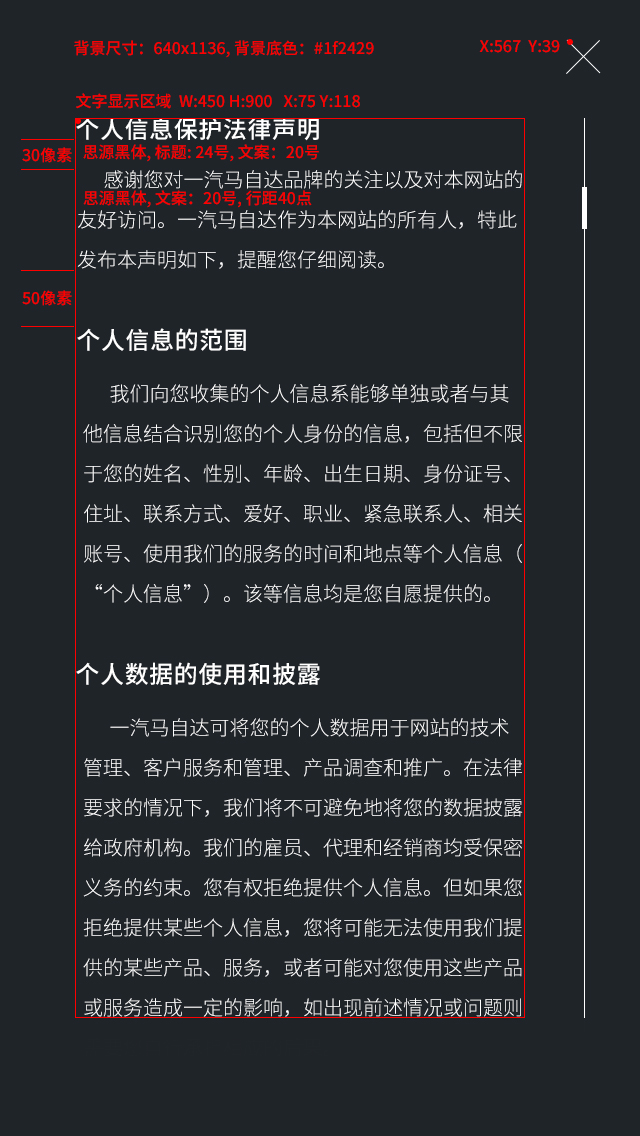 背景尺寸：640x1136, 背景底色：#1f2429
X:567 Y:39
文字显示区域 W:450 H:900 X:75 Y:118
个人信息保护法律声明
30像素
思源黑体, 标题: 24号, 文案：20号
感谢您对一汽马自达品牌的关注以及对本网站的
思源黑体, 文案：20号, 行距40点
友好访问。一汽马自达作为本网站的所有人，特此
发布本声明如下，提醒您仔细阅读。
50像素
个人信息的范围
我们向您收集的个人信息系能够单独或者与其
他信息结合识别您的个人身份的信息，包括但不限
于您的姓名、性别、年龄、出生日期、身份证号、
住址、联系方式、爱好、职业、紧急联系人、相关
账号、使用我们的服务的时间和地点等个人信息（
“个人信息”）。该等信息均是您自愿提供的。
个人数据的使用和披露
一汽马自达可将您的个人数据用于网站的技术
管理、客户服务和管理、产品调查和推广。在法律
要求的情况下，我们将不可避免地将您的数据披露
给政府机构。我们的雇员、代理和经销商均受保密
义务的约束。您有权拒绝提供个人信息。但如果您
拒绝提供某些个人信息，您将可能无法使用我们提
供的某些产品、服务，或者可能对您使用这些产品
或服务造成一定的影响，如出现前述情况或问题则